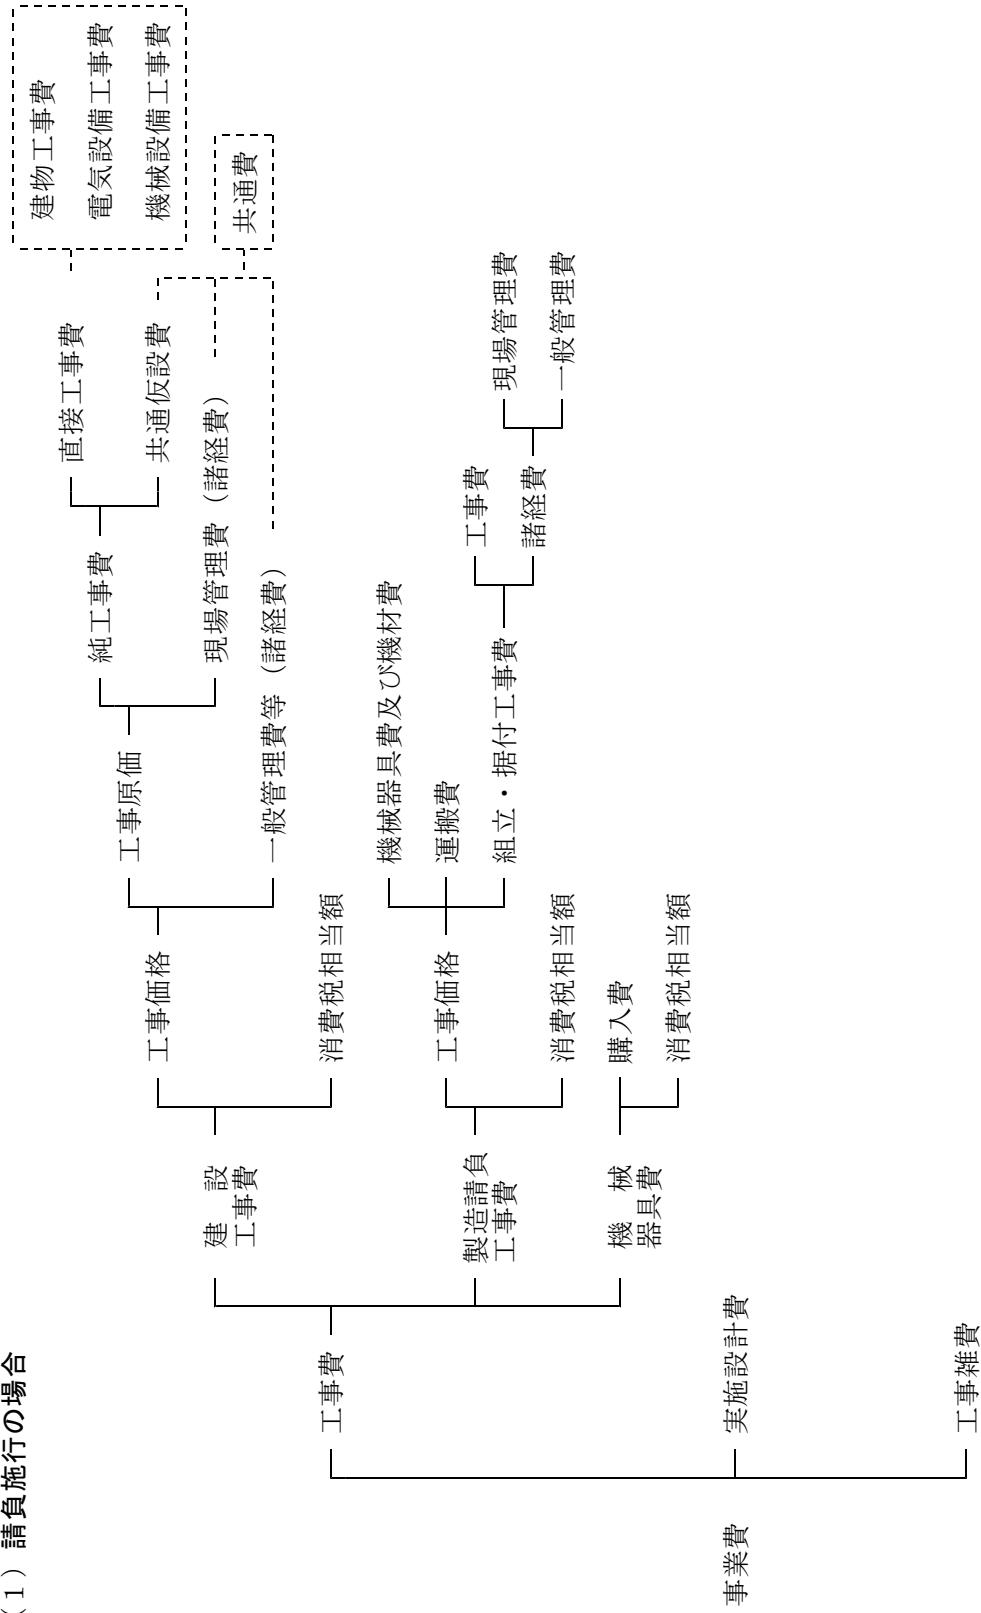 （１）請負施行の場合
事業費
工事費
実施設計費
工事雑費
建　設
工事費
製造請負
工事費
機　械
器具費
工事価格
消費税相当額
工事価格
消費税相当額
購入費
消費税相当額
工事原価
一般管理費等（諸経費）
機械器具費及び機材費
運搬費
組立・据付工事費
純工事費
現場管理費（諸経費）
工事費
諸経費
直接工事費
共通仮設費
現場管理費
一般管理費
建物工事費
電気設備工事費
機械設備工事費
共通費